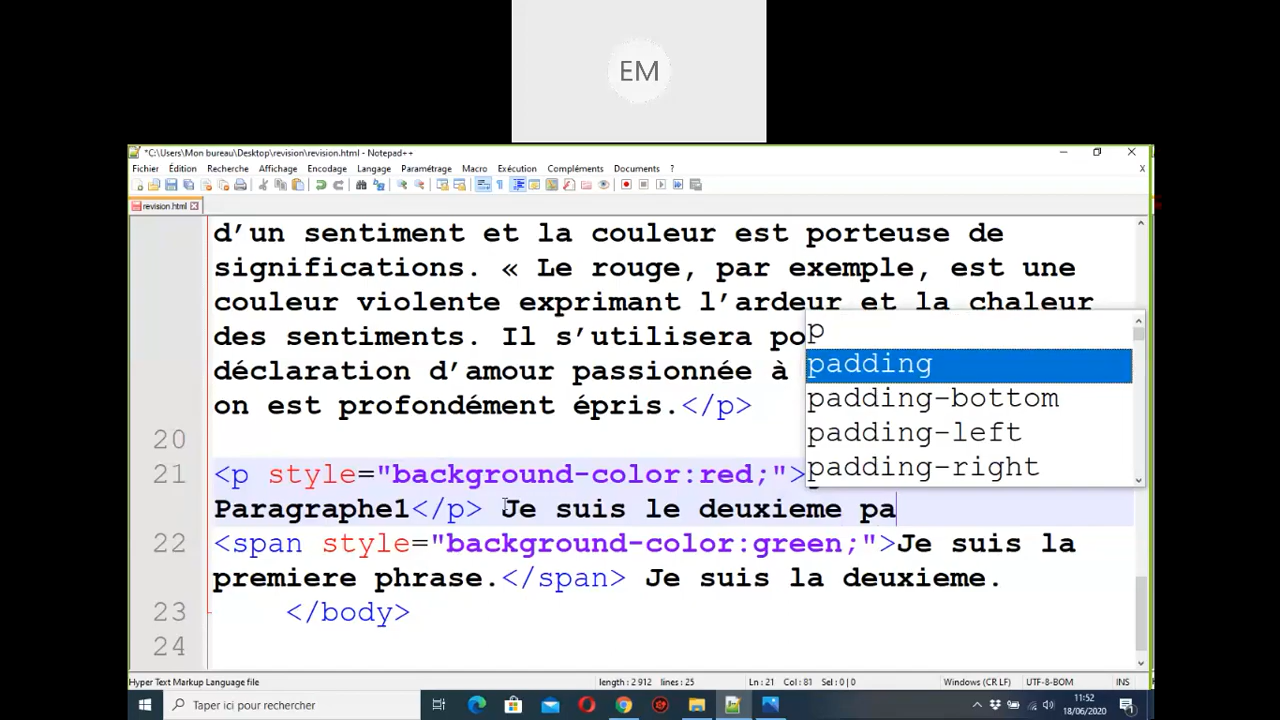 EM
*C:\Users\Mon bureau\Desktop\revision\revision.html - Notepad++
Fichier Édition Recherche Affichage Encodage Langage Paramétrage Macro Exécution Compléments Documents ? X
revision.html
d’un sentiment et la couleur est porteuse de
significations. « Le rouge, par exemple, est une
couleur violente exprimant l’ardeur et la chaleur
des sentiments. Il s’utilisera po
déclaration d’amour passionnée à
on est profondément épris.</p>
p
padding
padding-bottom
padding-left
padding-right
20
21 <p style="background-color:red;">
Paragraphe1</p> Je suis le deuxieme pa
22 <span style="background-color:green;">Je suis la
premiere phrase.</span> Je suis la deuxieme.
23 </body>
24
Hyper Text Markup Language file length : 2 912 lines : 25 Ln : 21 Col : 81 Sel : 0 | 0 Windows (CR LF) UTF-8-BOM INS
Taper ici pour rechercher
11:52
18/06/2020